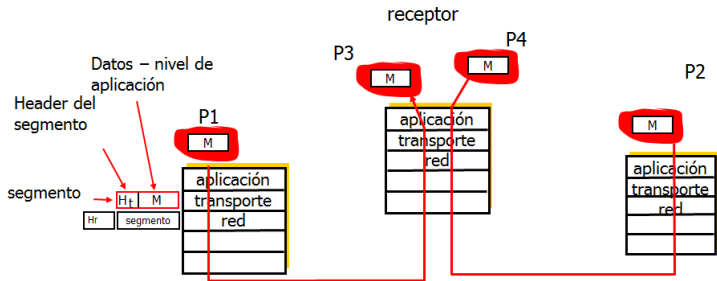 receptor
P3
P4
P2
P1
Datos – nivel de
aplicación
Header del
segmento
segmento
M
M
M
M
Ht
M
Hr
segmento
aplicación
transporte
red
aplicación
transporte
red
aplicación
transporte
red